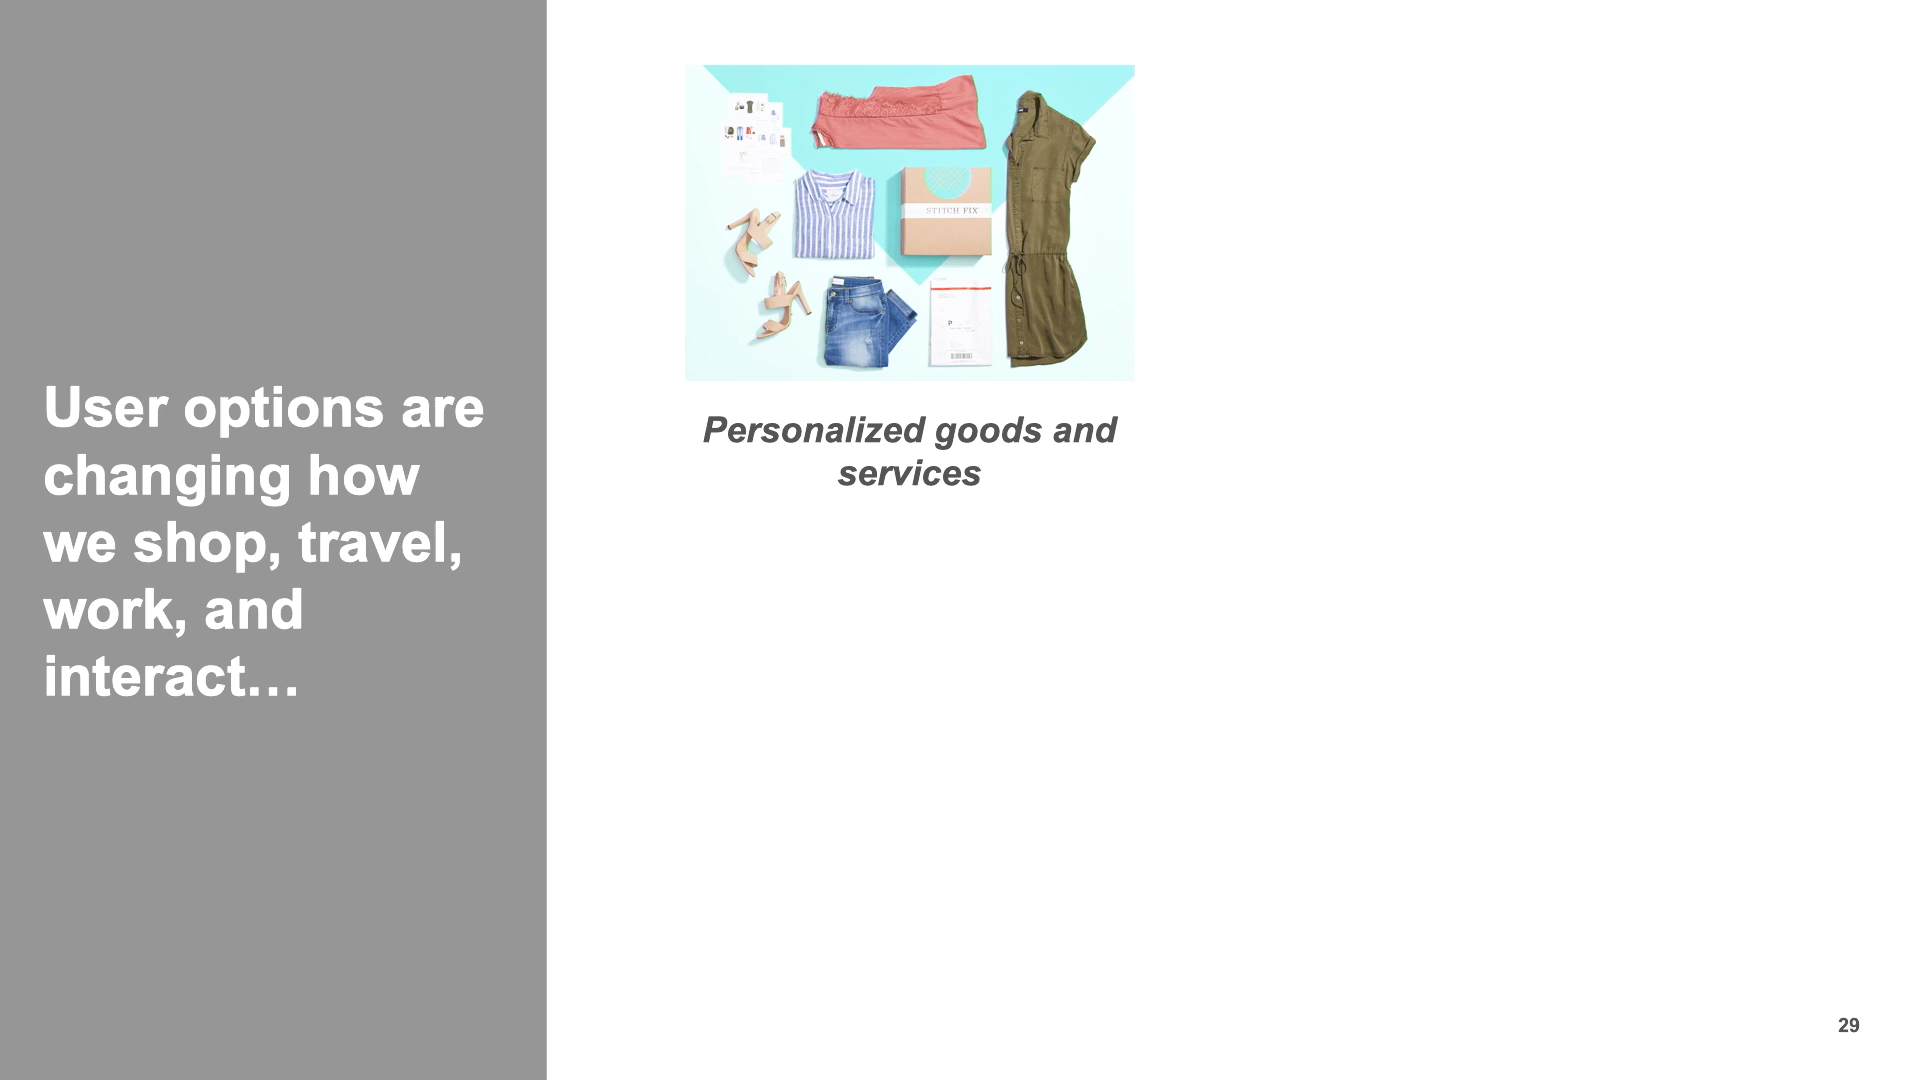 User options are
changing how
we shop, travel,
work, and
interact…
STITCH FIX
P
Personalized goods and
services
29